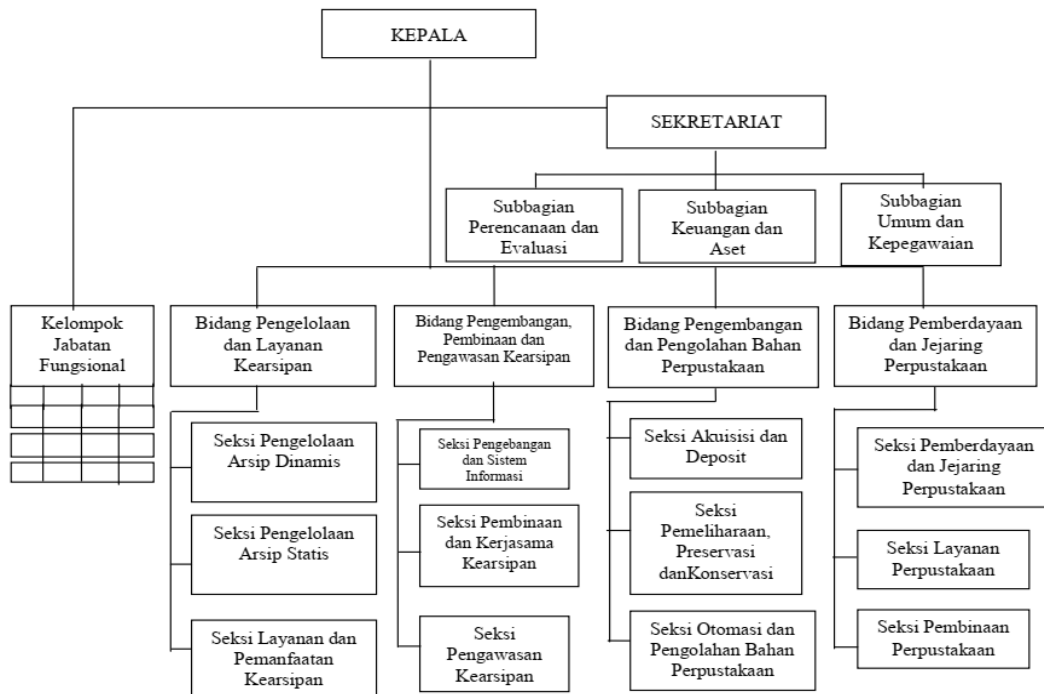 KEPALA
SEKRETARIAT
Subbagian
Perencanaan dan
Evaluasi
Subbagian
Keuangan dan
Aset
Subbagian
Umum dan
Kepegawaian
Kelompok
Jabatan
Fungsional
Bidang Pengelolaan
dan Layanan
Kearsipan
Bidang Pengembangan,
Pembinaan dan
Pengawasan Kearsipan
Bidang Pengembangan
dan Pengolahan Bahan
Perpustakaan
Bidang Pemberdayaan
dan Jejaring
Perpustakaan
Seksi Pengelolaan
Arsip Dinamis
Seksi Pengelolaan
Arsip Statis
Seksi Layanan dan
Pemanfaatan
Kearsipan
Seksi Pengebangan
dan Sistem
Informasi
Seksi Pembinaan
dan Kerjasama
Kearsipan
Seksi
Pengawasan
Kearsipan
Seksi Akuisisi dan
Deposit
Seksi
Pemeliharaan,
Preservasi
danKonservasi
Seksi Otomasi dan
Pengolahan Bahan
Perpustakaan
Seksi Pemberdayaan
dan Jejaring
Perpustakaan
Seksi Layanan
Perpustakaan
Seksi Pembinaan
Perpustakaan